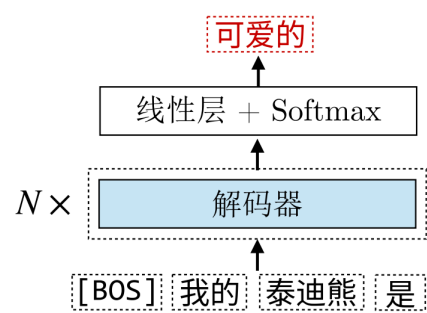 可爱的
线性层 + Softmax
N×
解码器
[BOS] 我的 泰迪熊 是